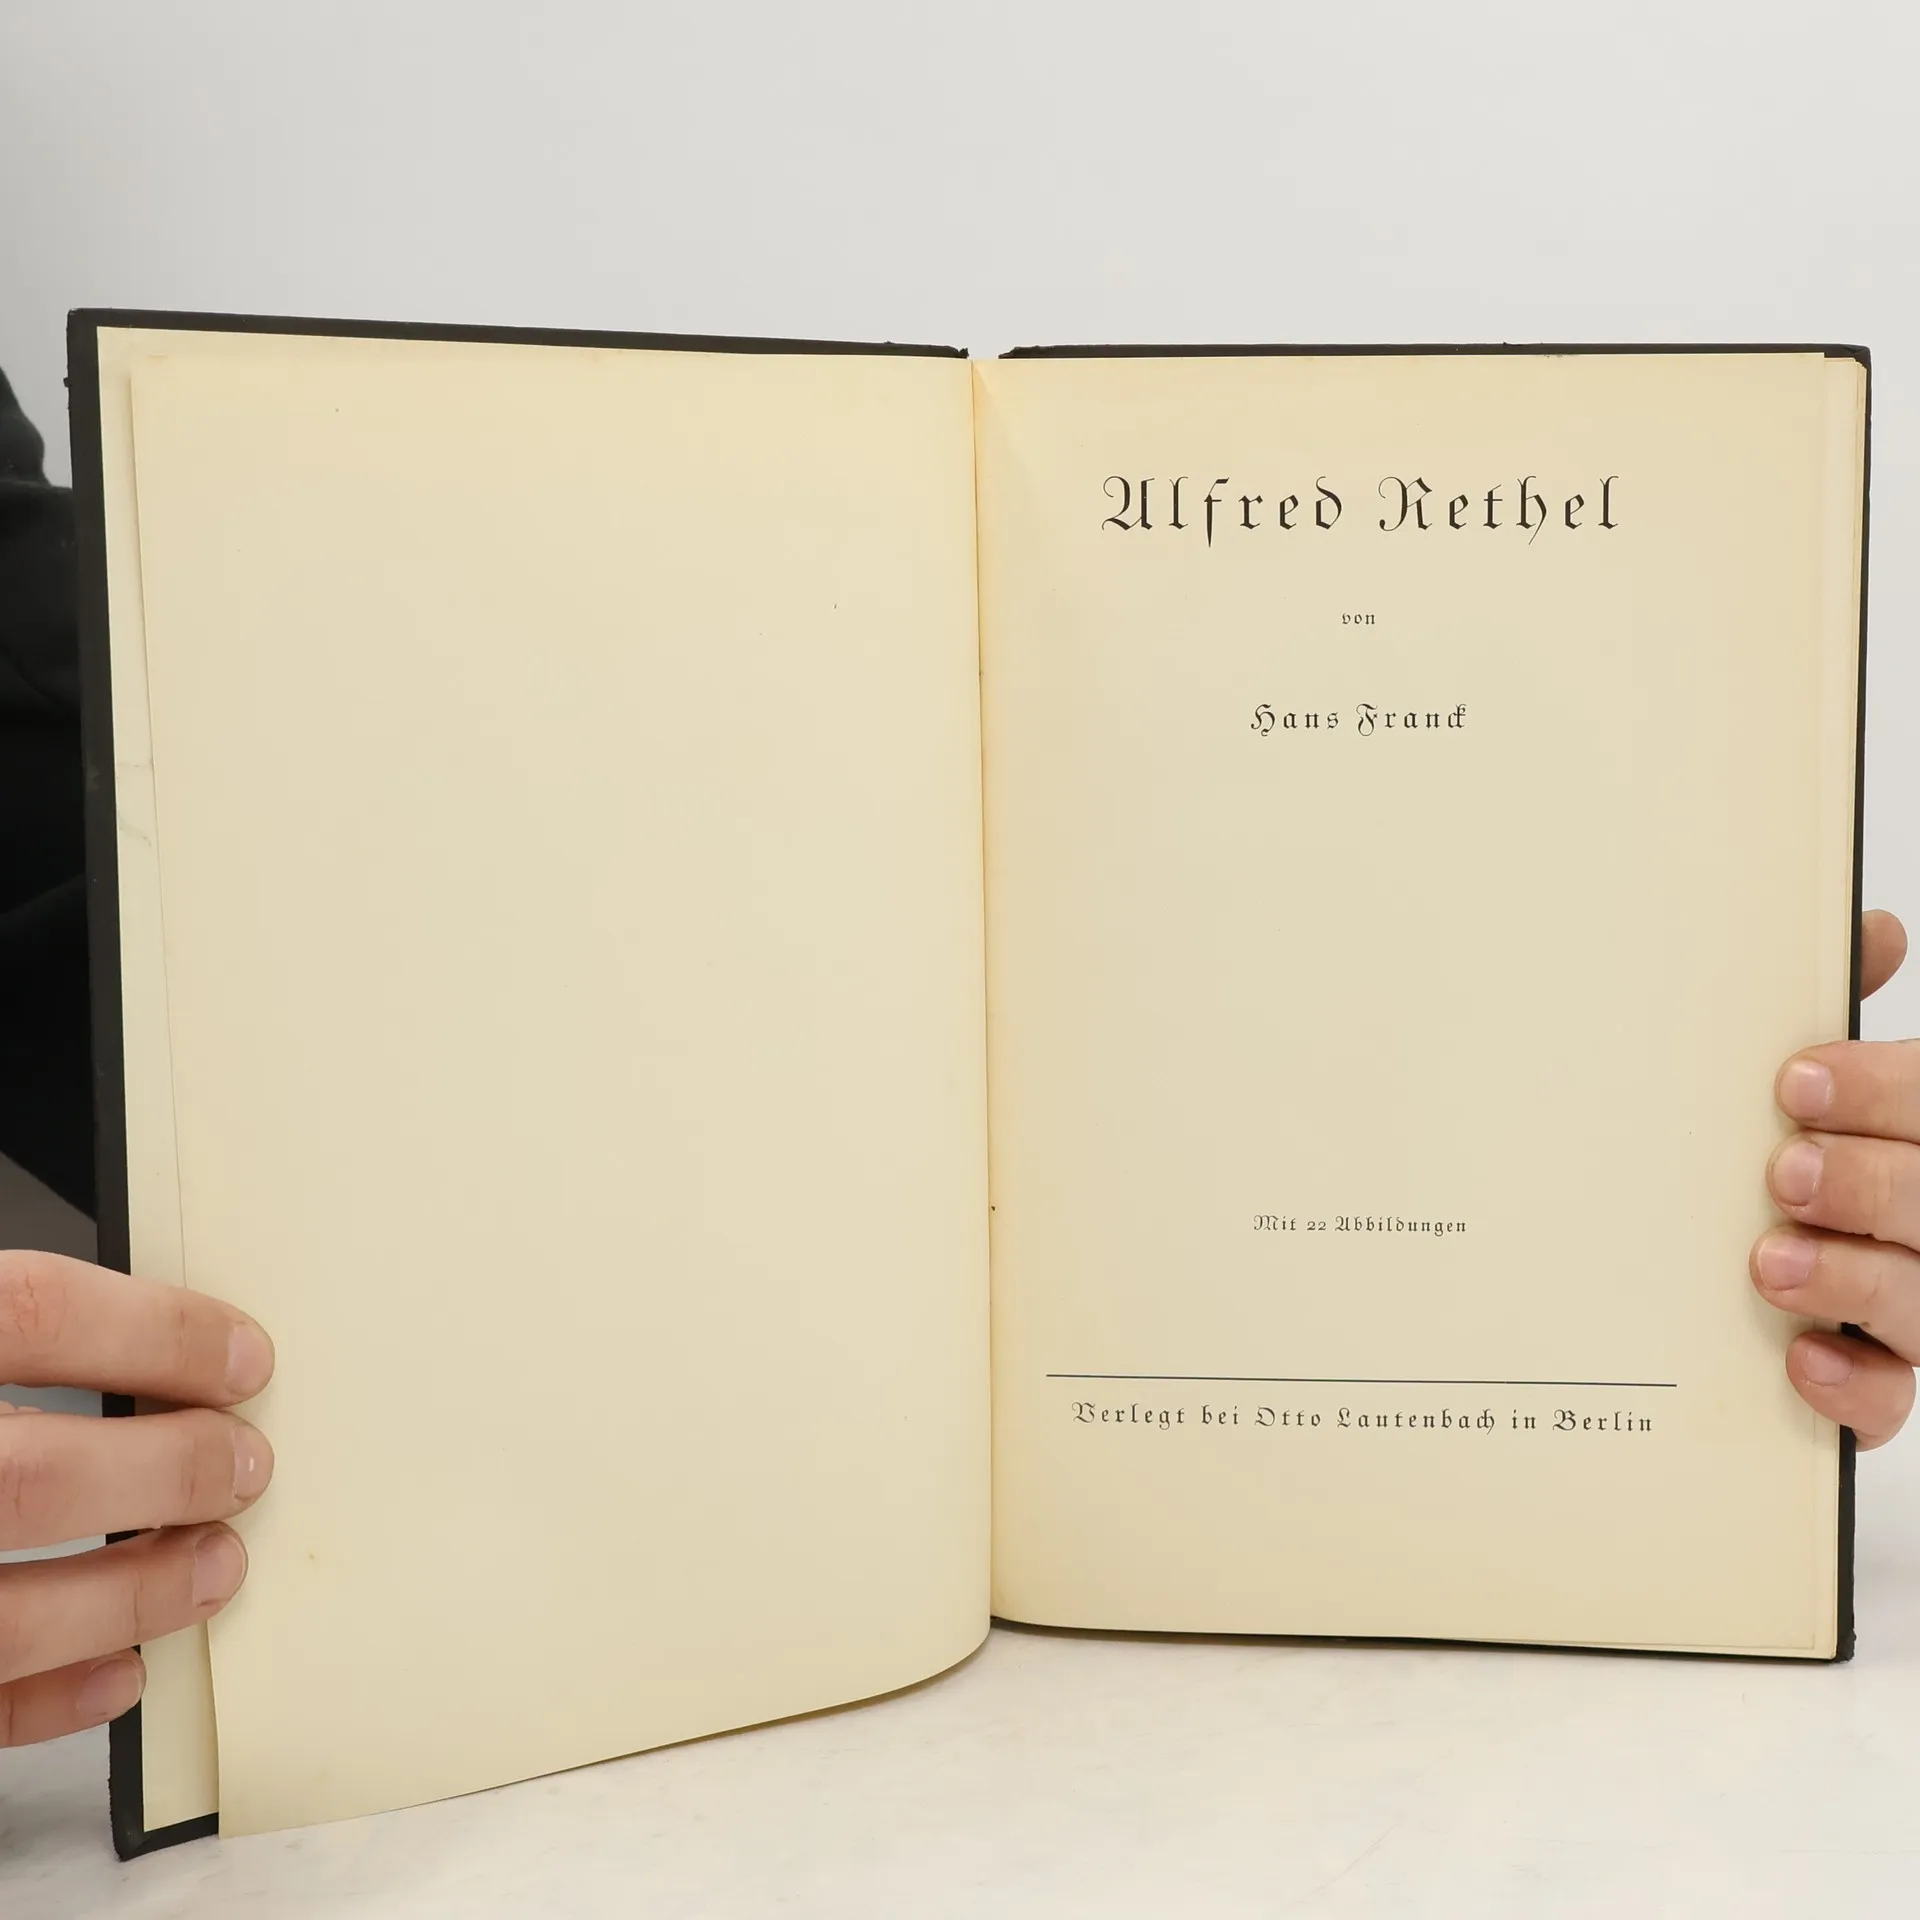 Alfred Rethel
von
Hans Franck
Mit 22 Abbildungen
Verlegt bei Otto Lautenbach in Berlin